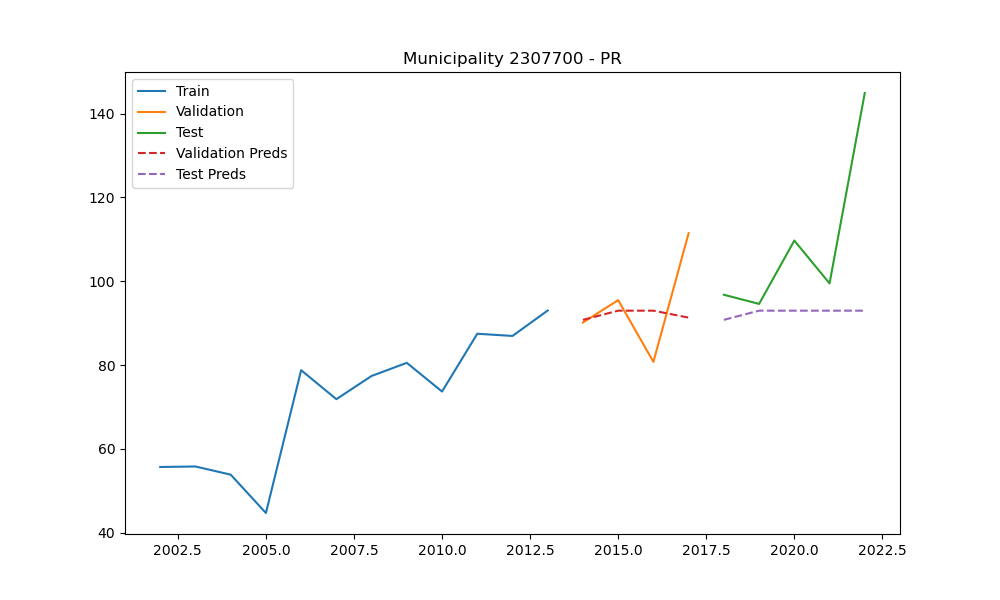 Municipality 2307700 - PR
Train
Validation
Test
Validation Preds
Test Preds
140
120
100
80
60
40
2002.5 2005.0 2007.5 2010.0 2012.5 2015.0 2017.5 2020.0 2022.5